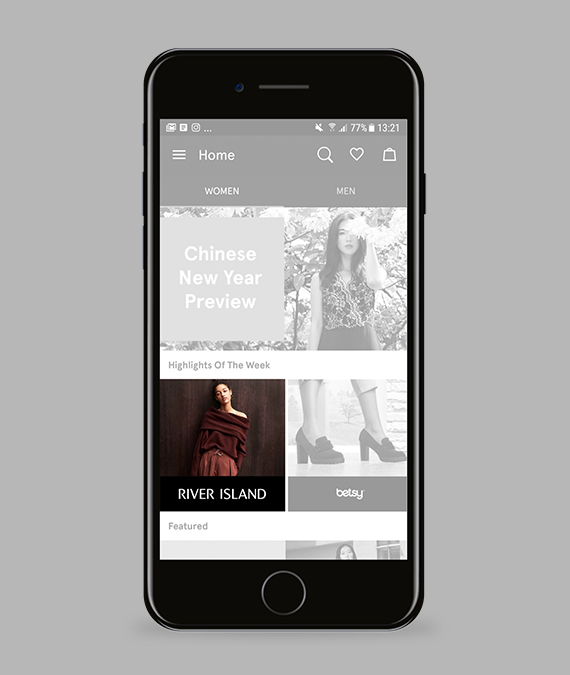 ... 77% 13:21
Home
WOMEN MEN
Chinese
New Year
Preview
Highlights Of The Week
RIVER ISLAND betsy
Featured